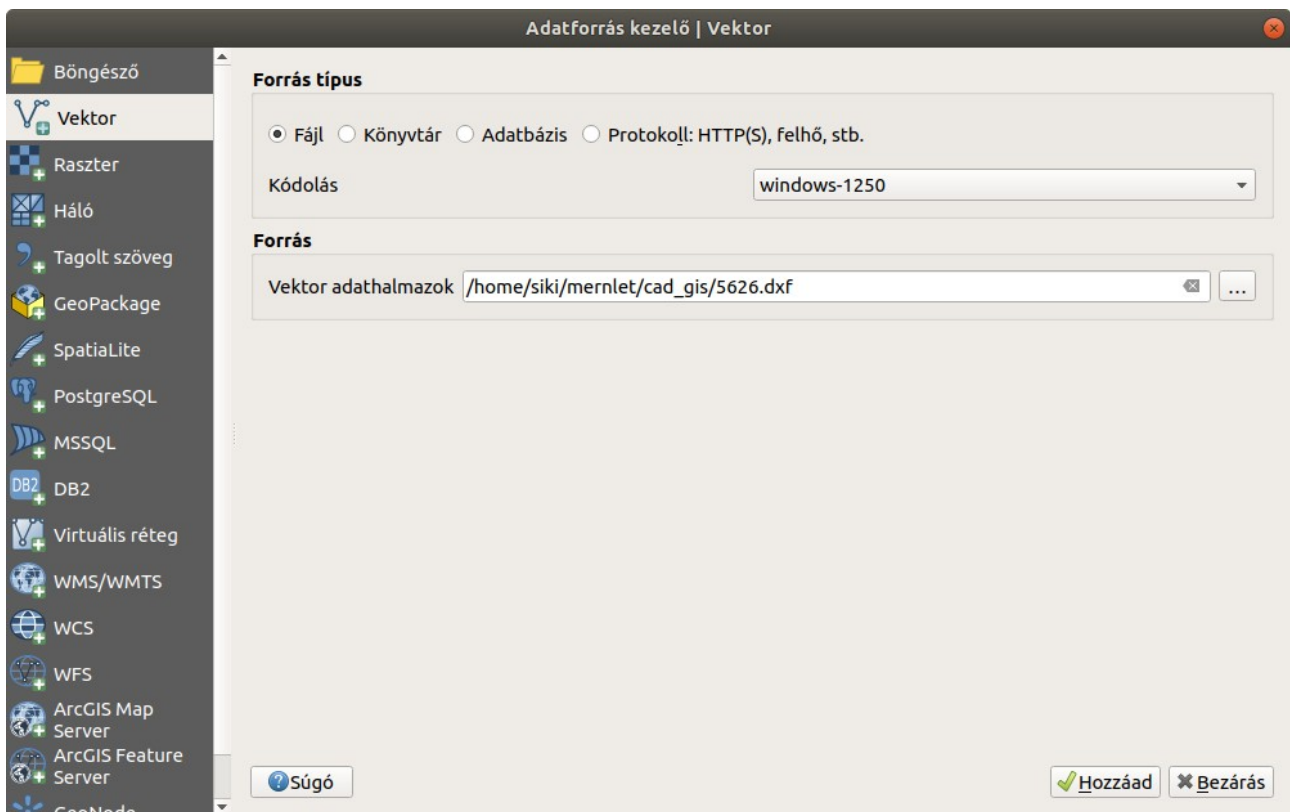 Adatforrás kezelő | Vektor
Böngésző
Vektor
Raszter
Háló
Tagolt szöveg
GeoPackage
SpatiaLite
PostgreSQL
MSSQL
DB2
DB2
Virtuális réteg
WMS/WMTS
WCS
WFS
ArcGIS Map
Server
ArcGIS Feature
Server
GeoNode
Forrás típus
Fájl Könyvtár Adatbázis Protokoll: HTTP(S), felhő, stb.
Kódolás windows-1250
Forrás
Vektor adathalmazok /home/siki/mernlet/cad_gis/5626.dxf ...
Súgó Hozzáad Bezárás